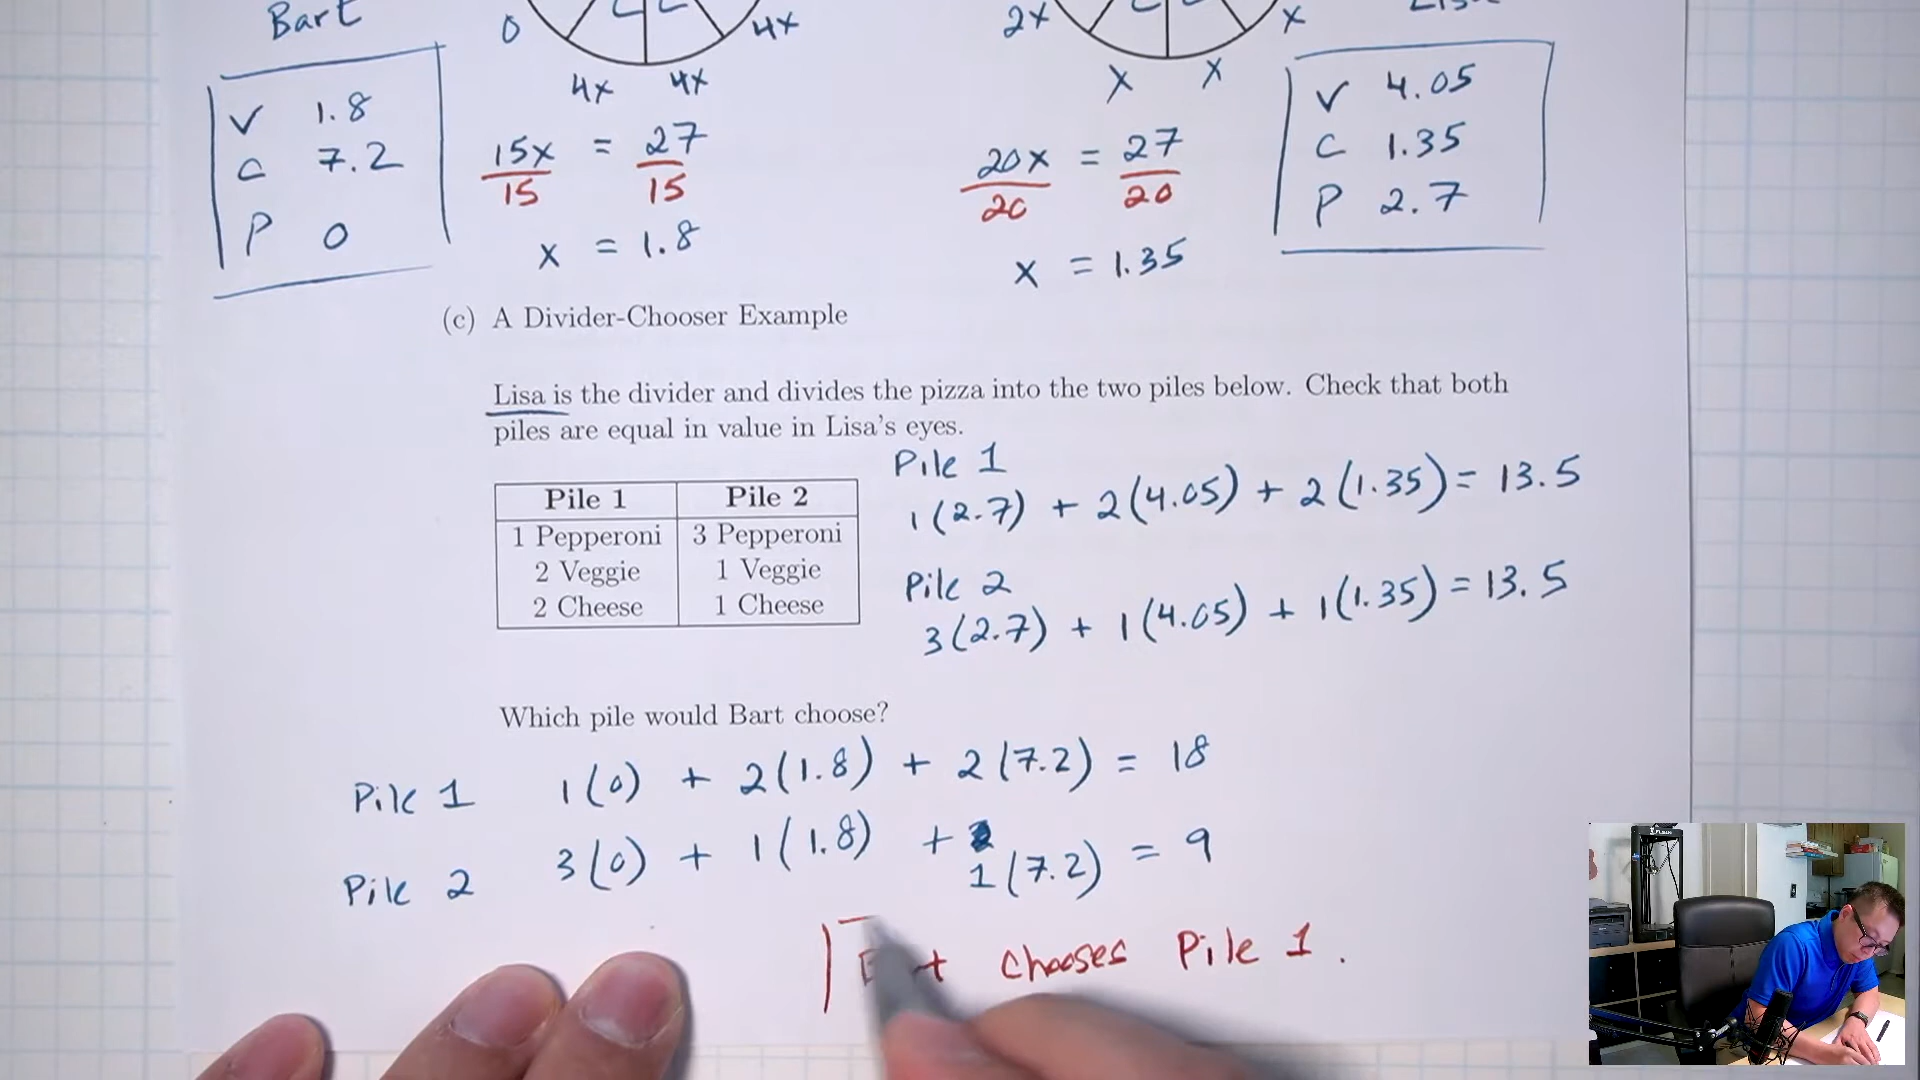 Bart
0
4x
2x
x
4x 4x
x x
V 1.8
C 7.2
P 0
15x = 27
15 15
x = 1.8
20x = 27
20 20
x = 1.35
V 4.05
C 1.35
P 2.7
(c) A Divider-Chooser Example
Lisa is the divider and divides the pizza into the two piles below. Check that both
piles are equal in value in Lisa's eyes.
Pile 1 Pile 2
1 Pepperoni 3 Pepperoni
2 Veggie 1 Veggie
2 Cheese 1 Cheese
Pile 1
1(2.7) + 2(4.05) + 2(1.35) = 13.5
Pile 2
3(2.7) + 1(4.05) + 1(1.35) = 13.5
Which pile would Bart choose?
Pile 1 1(0) + 2(1.8) + 2(7.2) = 18
Pile 2 3(0) + 1(1.8) + 1(7.2) = 9
chooses Pile 1.